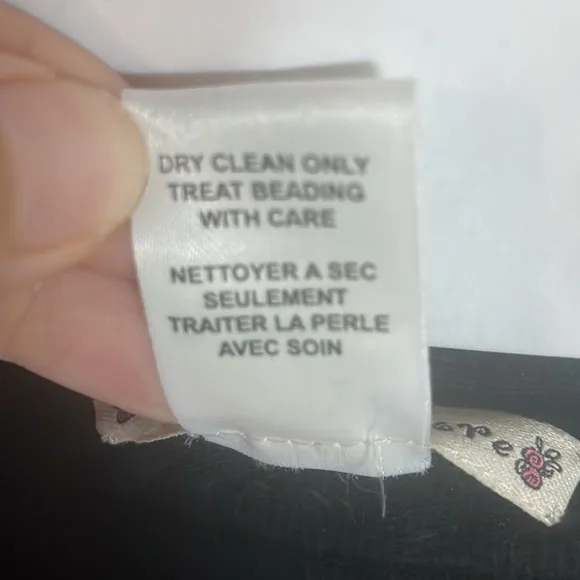 DRY CLEAN ONLY
TREAT BEADING
WITH CARE
NETTOYER A SEC
SEULEMENT
TRAITER LA PERLE
AVEC SOIN